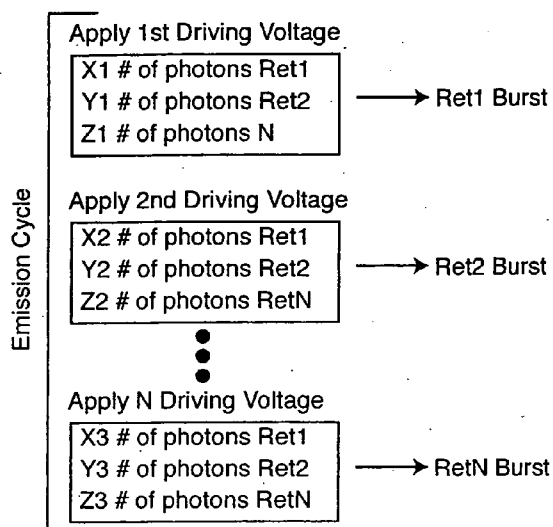 Emission Cycle
Apply 1st Driving Voltage
X1 # of photons Ret1
Y1 # of photons Ret2
Z1 # of photons N
Ret1 Burst
Apply 2nd Driving Voltage
X2 # of photons Ret1
Y2 # of photons Ret2
Z2 # of photons RetN
Ret2 Burst
Apply N Driving Voltage
X3 # of photons Ret1
Y3 # of photons Ret2
Z3 # of photons RetN
RetN Burst